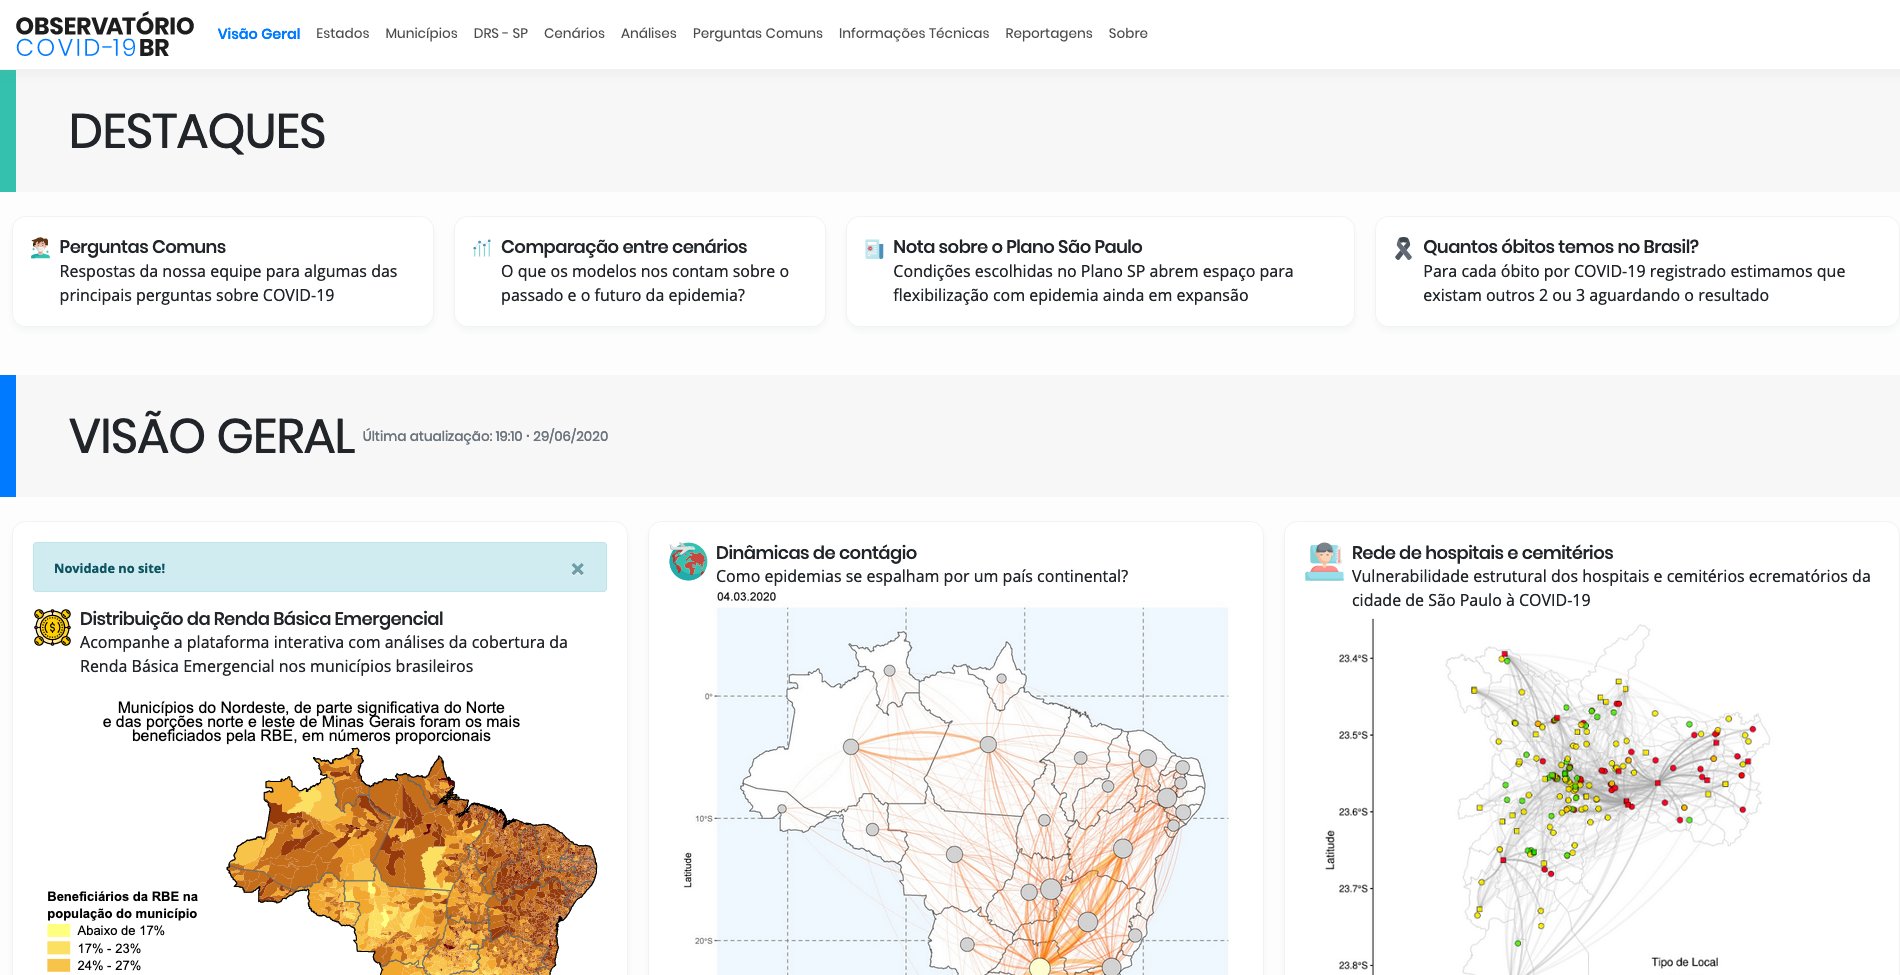 OBSERVATÓRIO
COVID-19 BR
Visão Geral
Estados
Municípios
DRS - SP
Cenários
Análises
Perguntas Comuns
Informações Técnicas
Reportagens
Sobre
DESTAQUES
Perguntas Comuns
Respostas da nossa equipe para algumas das
principais perguntas sobre COVID-19
Comparação entre cenários
O que os modelos nos contam sobre o
passado e o futuro da epidemia?
Nota sobre o Plano São Paulo
Condições escolhidas no Plano SP abrem espaço para
flexibilização com epidemia ainda em expansão
Quantos óbitos temos no Brasil?
Para cada óbito por COVID-19 registrado estimamos que
existam outros 2 ou 3 aguardando o resultado
VISÃO GERAL Última atualização: 19:10 · 29/06/2020
Novidade no site! ×
Distribuição da Renda Básica Emergencial
Acompanhe a plataforma interativa com análises da cobertura da
Renda Básica Emergencial nos municípios brasileiros
Municípios do Nordeste, de parte significativa do Norte
e das porções norte e leste de Minas Gerais foram os mais
beneficiados pela RBE, em números proporcionais
Beneficiários da RBE na
população do município
Abaixo de 17%
17% - 23%
24% - 27%
Dinâmicas de contágio
Como epidemias se espalham por um país continental?
04.03.2020
0°
10°S
20°S
Latitude
Rede de hospitais e cemitérios
Vulnerabilidade estrutural dos hospitais e cemitérios ecrematórios da
cidade de São Paulo à COVID-19
23.4°S
23.5°S
23.6°S
23.7°S
23.8°S
Latitude
Tipo de Local